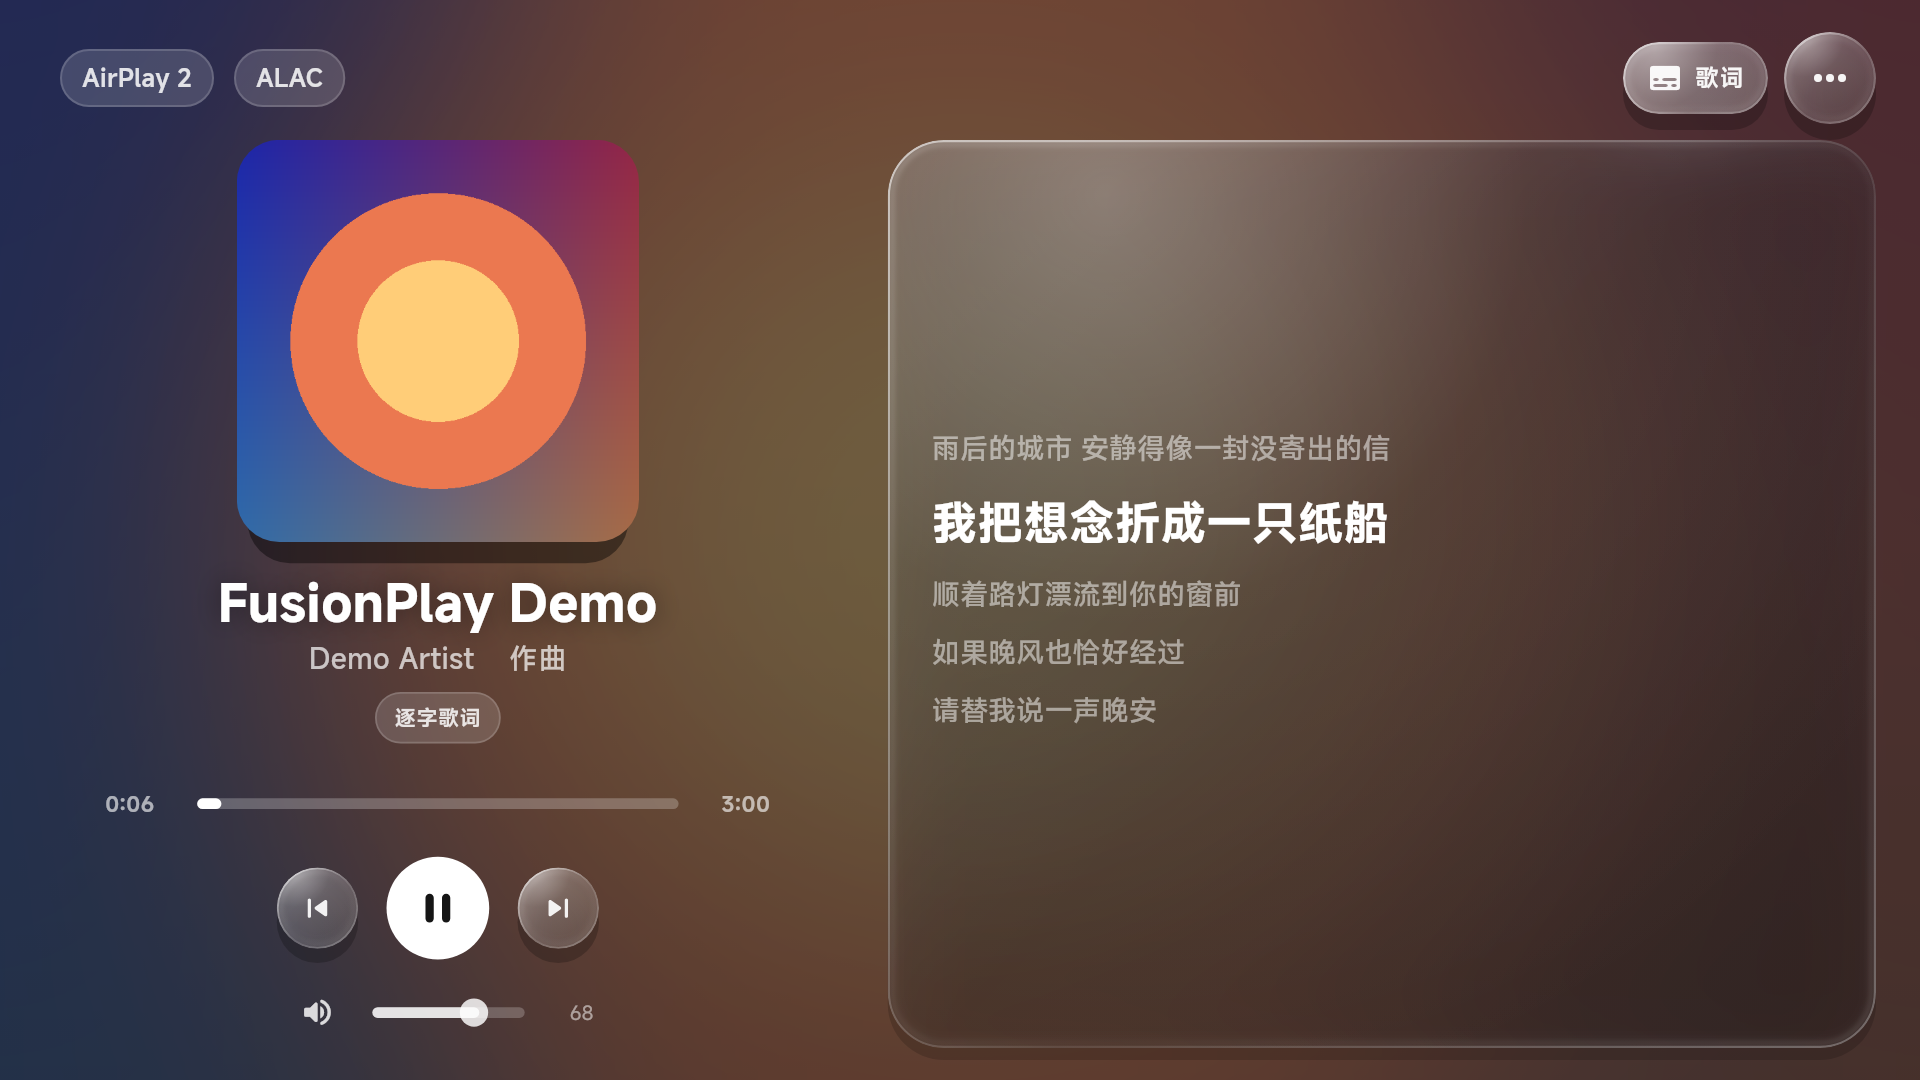 AirPlay 2
ALAC
歌词
FusionPlay Demo
Demo Artist 作曲
逐字歌词
0:06
3:00
68
雨后的城市 安静得像一封没寄出的信
我把想念折成一只纸船
顺着路灯漂流到你的窗前
如果晚风也恰好经过
请替我说一声晚安